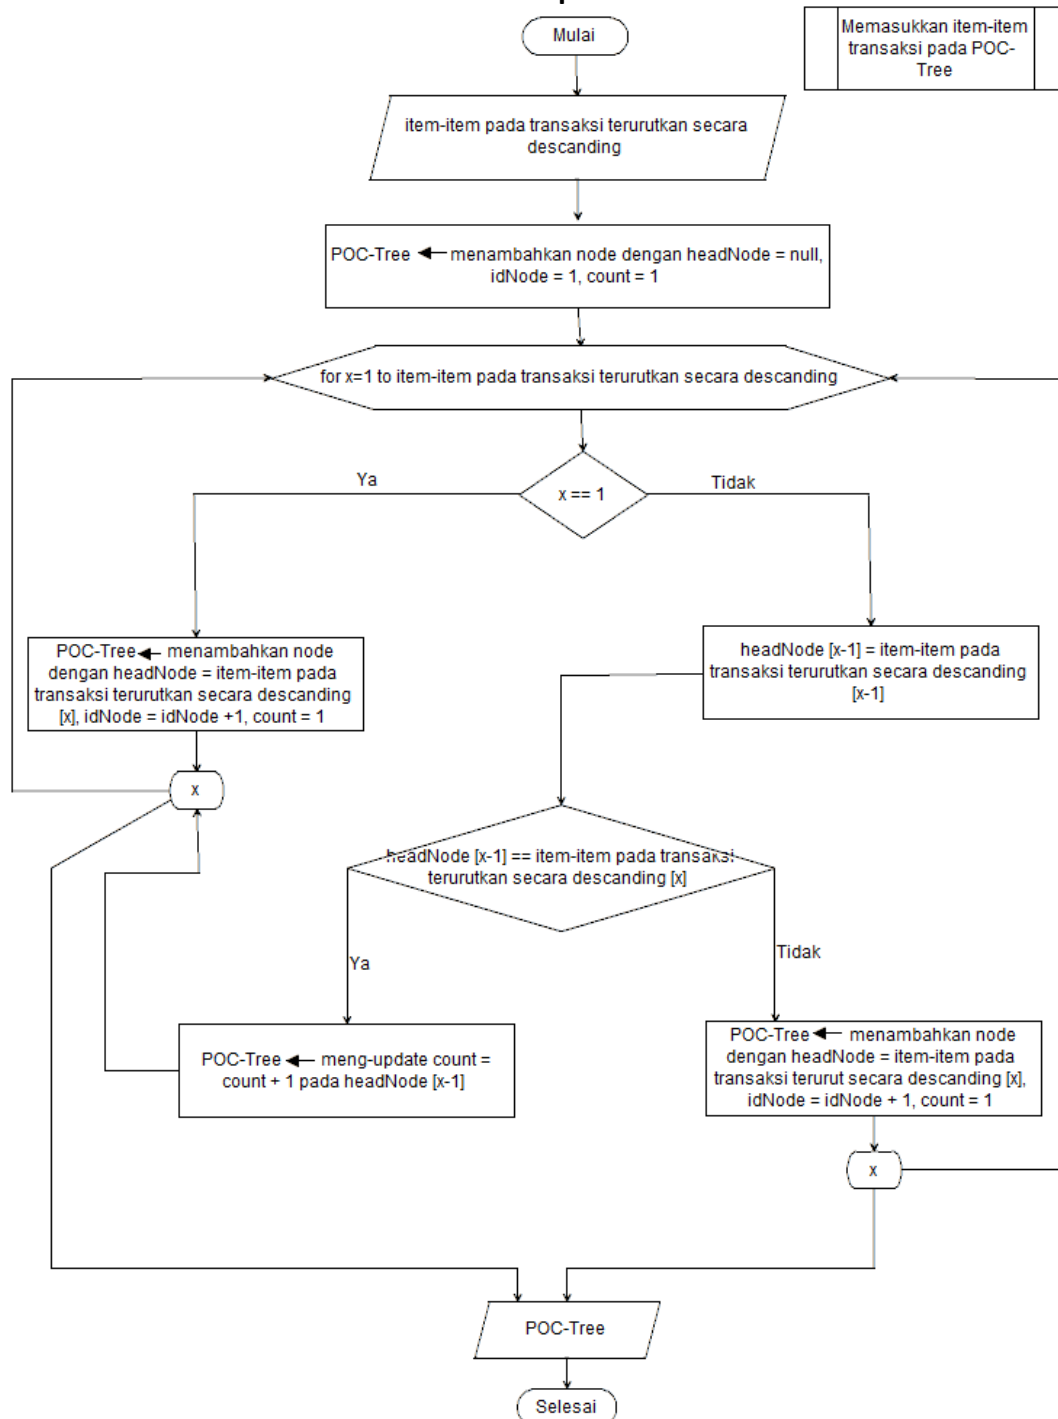 Mulai
Memasukkan item-item
transaksi pada POC-
Tree
item-item pada transaksi terurutkan secara
descanding
POC-Tree ← menambahkan node dengan headNode = null,
idNode = 1, count = 1
for x=1 to item-item pada transaksi terurutkan secara descanding
Ya
x == 1
Tidak
POC-Tree ← menambahkan node
dengan headNode = item-item pada
transaksi terurutkan secara descanding
[x], idNode = idNode +1, count = 1
headNode [x-1] = item-item pada
transaksi terurutkan secara descanding
[x-1]
x
headNode [x-1] == item-item pada transaksi
terurutkan secara descanding [x]
Ya
Tidak
POC-Tree ← meng-update count =
count + 1 pada headNode [x-1]
POC-Tree ← menambahkan node
dengan headNode = item-item pada
transaksi terurut secara descanding [x],
idNode = idNode + 1, count = 1
x
POC-Tree
Selesai